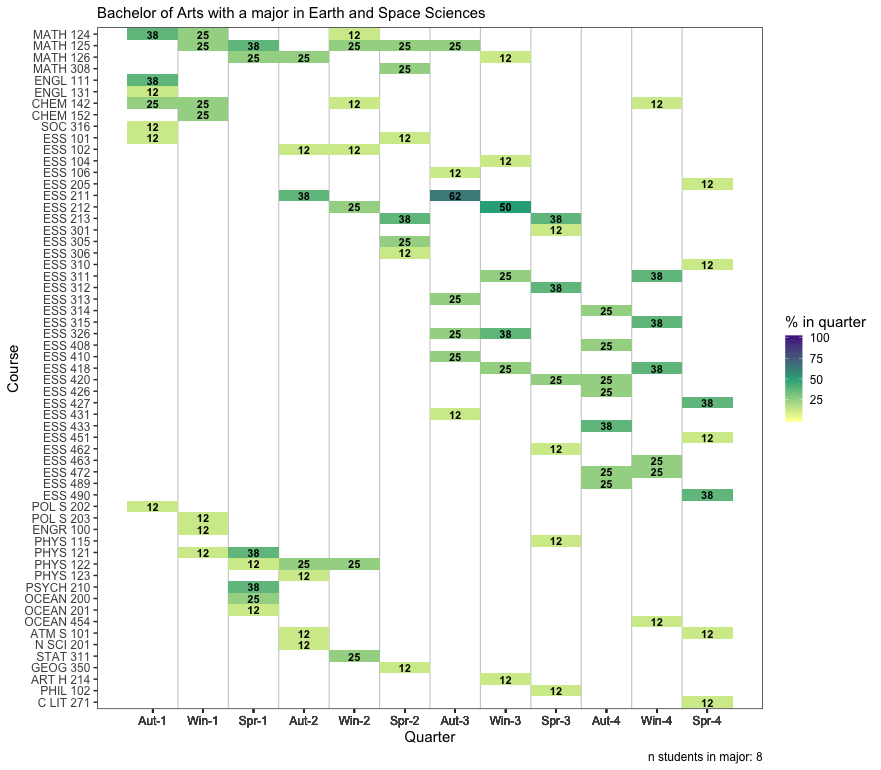 Bachelor of Arts with a major in Earth and Space Sciences
MATH 124 38 25 12
MATH 125 25 38 25 25 25
MATH 126 25 25 12
MATH 308 25
ENGL 111 38
ENGL 131 12
CHEM 142 25 25 12 12
CHEM 152 25
SOC 316 12
ESS 101 12 12
ESS 102 12 12
ESS 104 12
ESS 106 12
ESS 205 12
ESS 211 38 62
ESS 212 25 50
ESS 213 38 38
ESS 301 12
ESS 305 25
ESS 306 12
ESS 310 12
ESS 311 25 38
ESS 312 38
ESS 313 25
ESS 314 25
ESS 315 38
ESS 326 25 38
ESS 408 25
ESS 410 25
ESS 418 25 38
ESS 420 25 25
ESS 426 25
ESS 427 38
ESS 431 12
ESS 433 38
ESS 451 12
ESS 462 12
ESS 463 25
ESS 472 25 25
ESS 489 25
ESS 490 38
POL S 202 12
POL S 203 12
ENGR 100 12
PHYS 115 12
PHYS 121 12 38
PHYS 122 12 25 25
PHYS 123 12
PSYCH 210 38
OCEAN 200 25
OCEAN 201 12
OCEAN 454 12
ATM S 101 12 12
N SCI 201 12
STAT 311 25
GEOG 350 12
ART H 214 12
PHIL 102 12
C LIT 271 12
Aut-1 Win-1 Spr-1 Aut-2 Win-2 Spr-2 Aut-3 Win-3 Spr-3 Aut-4 Win-4 Spr-4
Quarter
Course
% in quarter
100
75
50
25
n students in major: 8